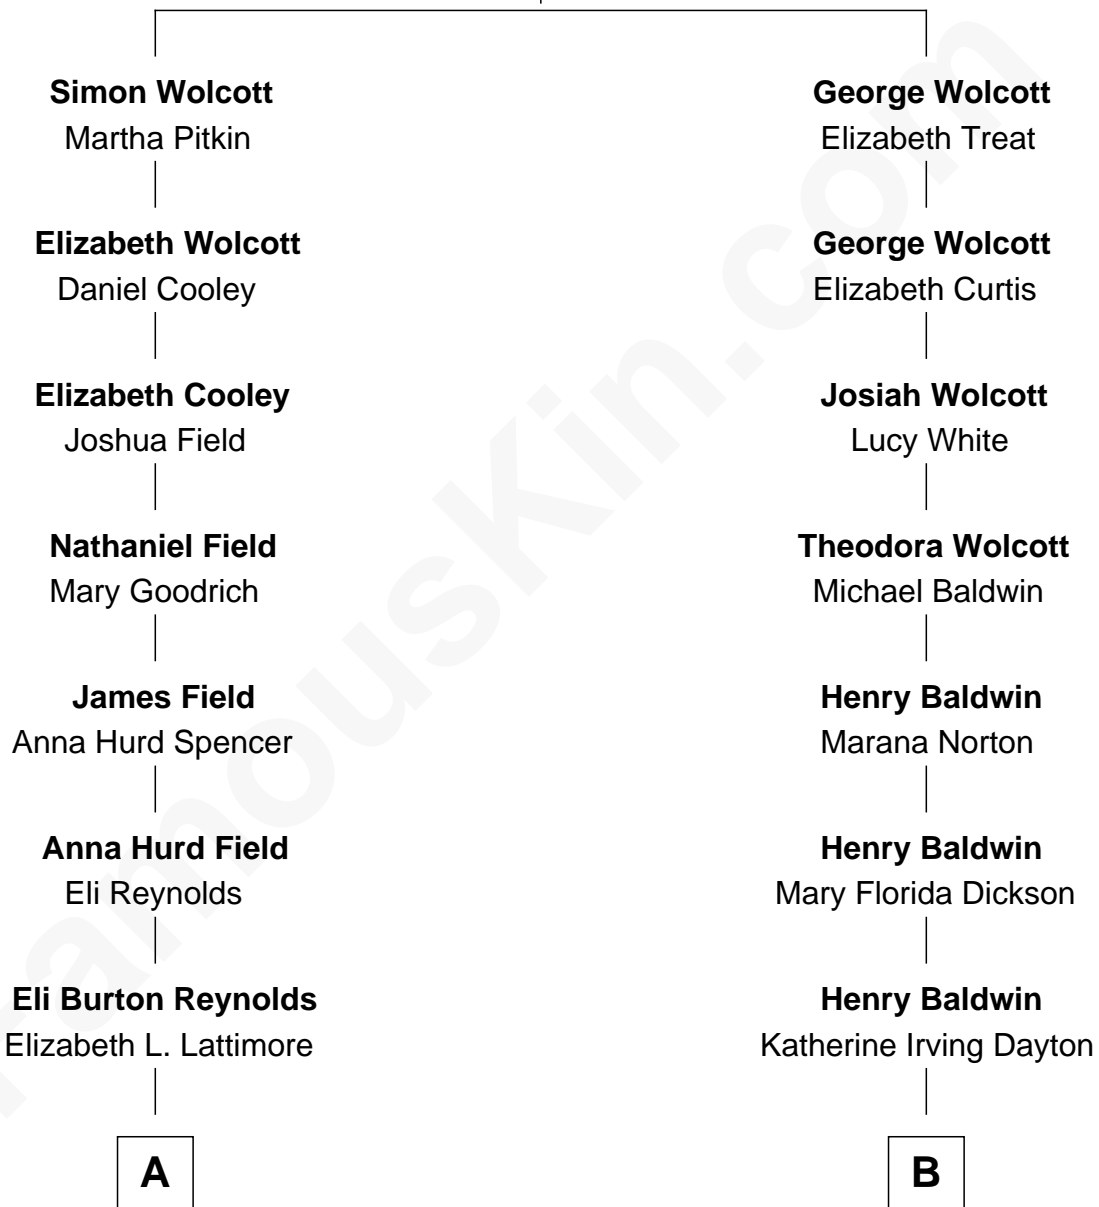 Simon Wolcott
Martha Pitkin
Elizabeth Wolcott
Daniel Cooley
Elizabeth Cooley
Joshua Field
Nathaniel Field
Mary Goodrich
James Field
Anna Hurd Spencer
Anna Hurd Field
Eli Reynolds
Eli Burton Reynolds
Elizabeth L. Lattimore
A
George Wolcott
Elizabeth Treat
George Wolcott
Elizabeth Curtis
Josiah Wolcott
Lucy White
Theodora Wolcott
Michael Baldwin
Henry Baldwin
Marana Norton
Henry Baldwin
Mary Florida Dickson
Henry Baldwin
Katherine Irving Dayton
B
FamousKin.com